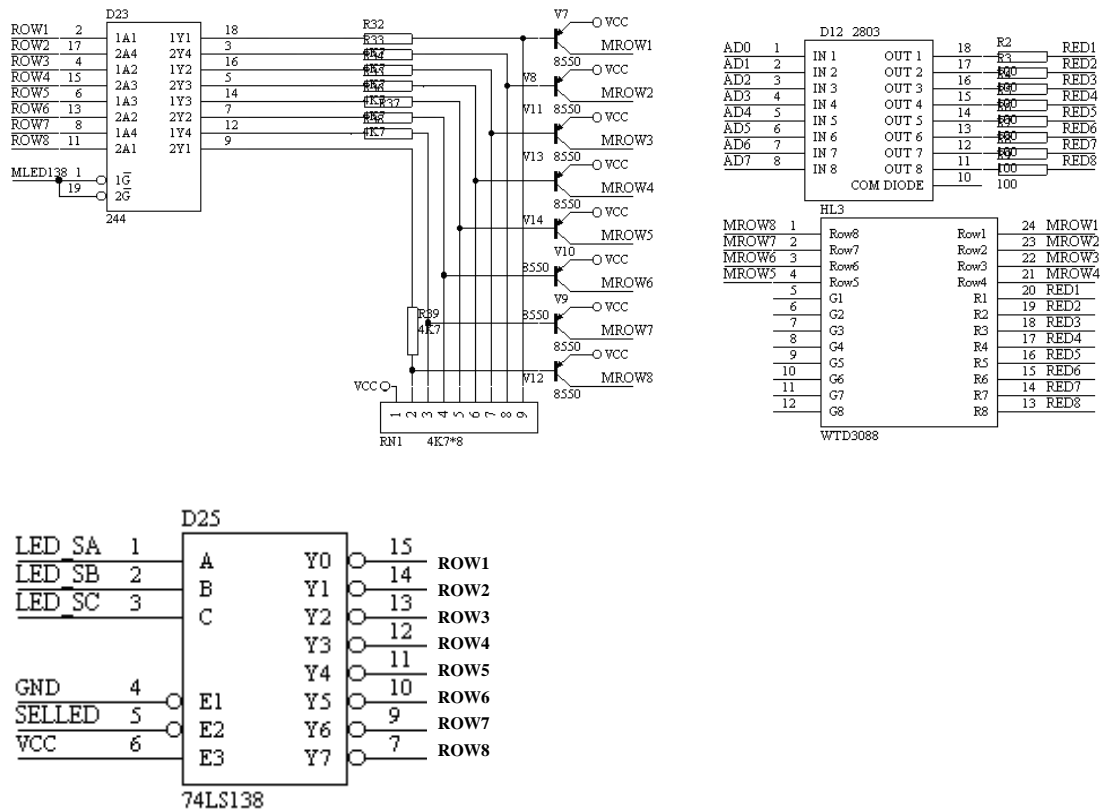 D23
ROW1 2 1A1 1Y1 18 R32
ROW2 17 2A4 2Y4 3 R33
ROW3 4 1A2 1Y2 16
ROW4 15 2A3 2Y3 5
ROW5 6 1A3 1Y3 14
ROW6 13 2A2 2Y2 7
ROW7 8 1A4 1Y4 12 4K7
ROW8 11 2A1 2Y1 9
MLED138 1 1G
19 2G
244
R39
4K7
V7 VCC MROW1 8550
V8 VCC MROW2 8550
V11 VCC MROW3 8550
V13 VCC MROW4 8550
V14 VCC MROW5
V10 VCC MROW6 8550
V9 VCC MROW7 8550
8550
V12 VCC MROW8 8550
VCC
1 2 3 4 5 6 7 8 9
RN1 4K7*8
D12 2803
AD0 1 IN 1 OUT 1 18 R2 RED1
AD1 2 IN 2 OUT 2 17 R3 RED2
AD2 3 IN 3 OUT 3 16 RED3
AD3 4 IN 4 OUT 4 15 RED4
AD4 5 IN 5 OUT 5 14 RED5
AD5 6 IN 6 OUT 6 13 RED6
AD6 7 IN 7 OUT 7 12 RED7
AD7 8 IN 8 OUT 8 11 100 RED8
COM DIODE 10 100
HL3
MROW8 1 Row8 Row1 24 MROW1
MROW7 2 Row7 Row2 23 MROW2
MROW6 3 Row6 Row3 22 MROW3
MROW5 4 Row5 Row4 21 MROW4
5 G1 R1 20 RED1
6 G2 R2 19 RED2
7 G3 R3 18 RED3
8 G4 R4 17 RED4
9 G5 R5 16 RED5
10 G6 R6 15 RED6
11 G7 R7 14 RED7
12 G8 R8 13 RED8
WTD3088
D25
LED_SA 1 A Y0 15 ROW1
LED_SB 2 B Y1 14 ROW2
LED_SC 3 C Y2 13 ROW3
Y3 12 ROW4
Y4 11 ROW5
GND 4 E1 Y5 10 ROW6
SELLED 5 E2 Y6 9 ROW7
VCC 6 E3 Y7 7 ROW8
74LS138